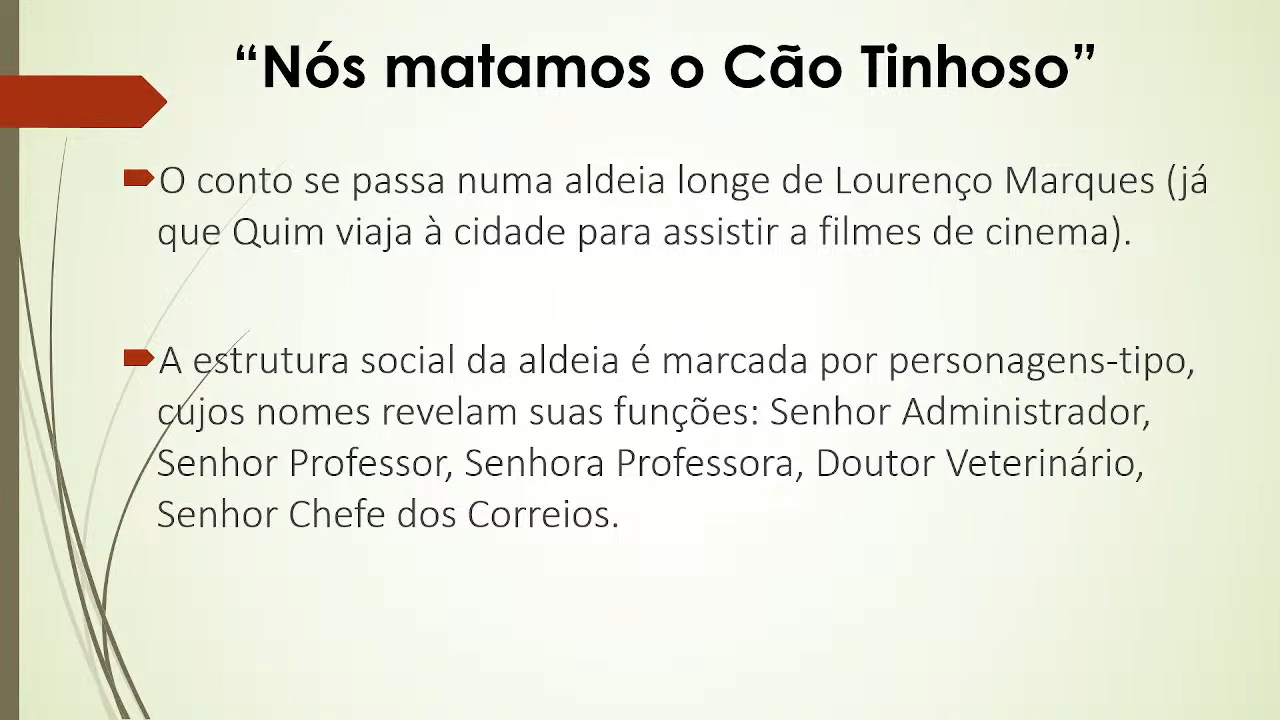 “Nós matamos o Cão Tinhoso”
O conto se passa numa aldeia longe de Lourenço Marques (já
que Quim viaja à cidade para assistir a filmes de cinema).
A estrutura social da aldeia é marcada por personagens-tipo,
cujos nomes revelam suas funções: Senhor Administrador,
Senhor Professor, Senhora Professora, Doutor Veterinário,
Senhor Chefe dos Correios.